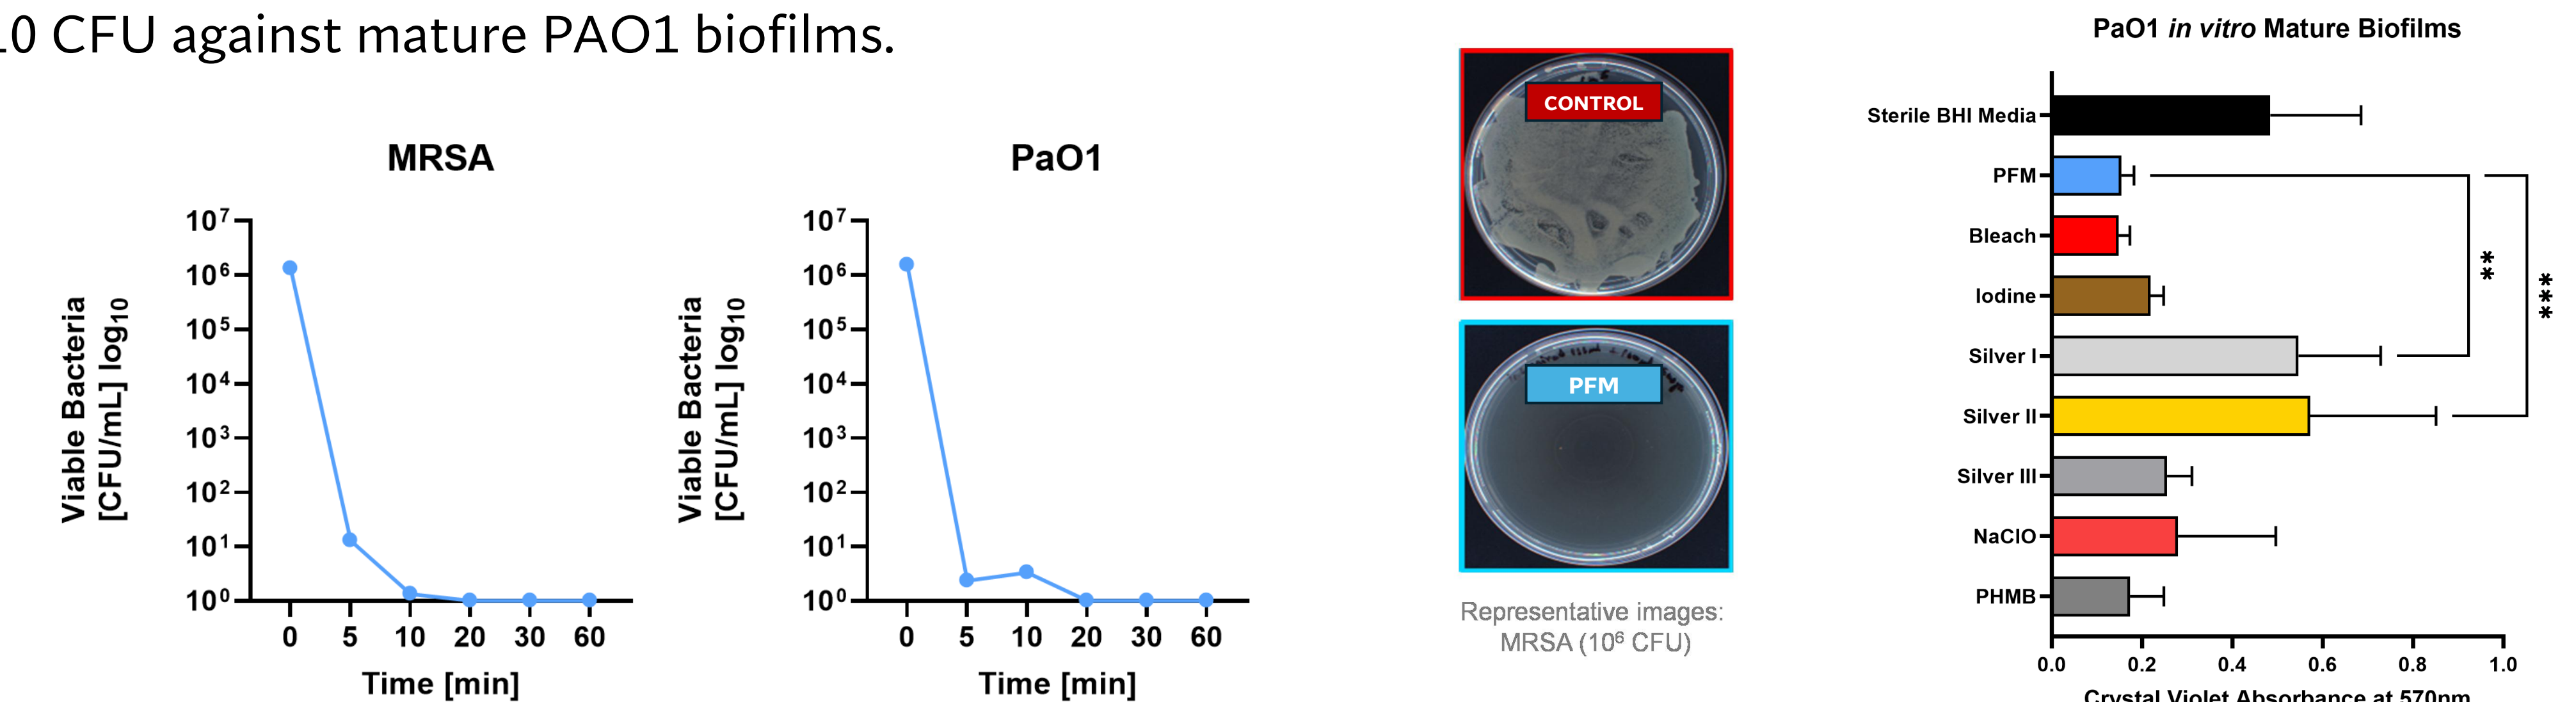 10 CFU against mature PAO1 biofilms.
MRSA
Viable Bacteria
[CFU/mL] log10
10⁷
10⁶
10⁵
10⁴
10³
10²
10¹
10⁰
0 5 10 20 30 60
Time [min]
PaO1
Viable Bacteria
[CFU/mL] log10
10⁷
10⁶
10⁵
10⁴
10³
10²
10¹
10⁰
0 5 10 20 30 60
Time [min]
CONTROL
PFM
Representative images:
MRSA (10⁶ CFU)
PaO1 in vitro Mature Biofilms
Sterile BHI Media
PFM
Bleach
Iodine
Silver I
Silver II
Silver III
NaClO
PHMB
**
***
0.0 0.2 0.4 0.6 0.8 1.0
Crystal Violet Absorbance at 570nm